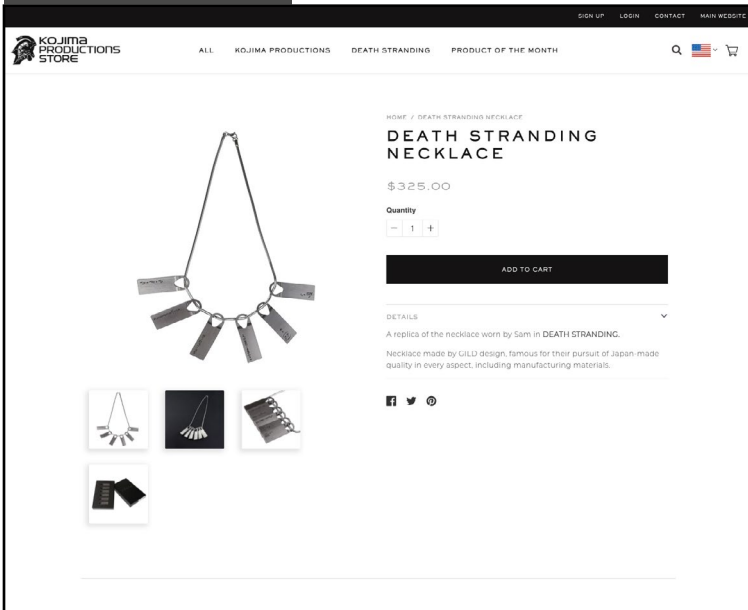 SIGN UP LOGIN CONTACT MAIN WEBSITE
KOJIMA
PRODUCTIONS
STORE
ALL KOJIMA PRODUCTIONS DEATH STRANDING PRODUCT OF THE MONTH
HOME / DEATH STRANDING NECKLACE
DEATH STRANDING
NECKLACE
$325.00
Quantity
− 1 +
ADD TO CART
DETAILS
A replica of the necklace worn by Sam in DEATH STRANDING.
Necklace made by GILD design, famous for their pursuit of Japan-made
quality in every aspect, including manufacturing materials.